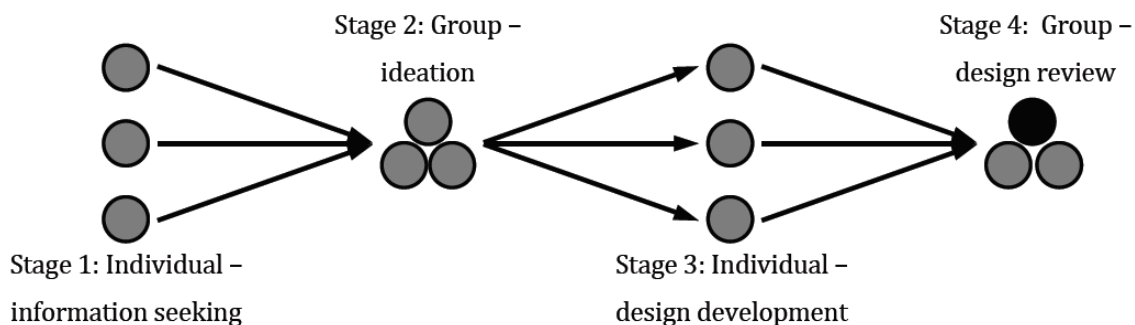 Stage 2: Group –
ideation
Stage 4:  Group –
design review
Stage 1: Individual –
information seeking
Stage 3: Individual –
design development